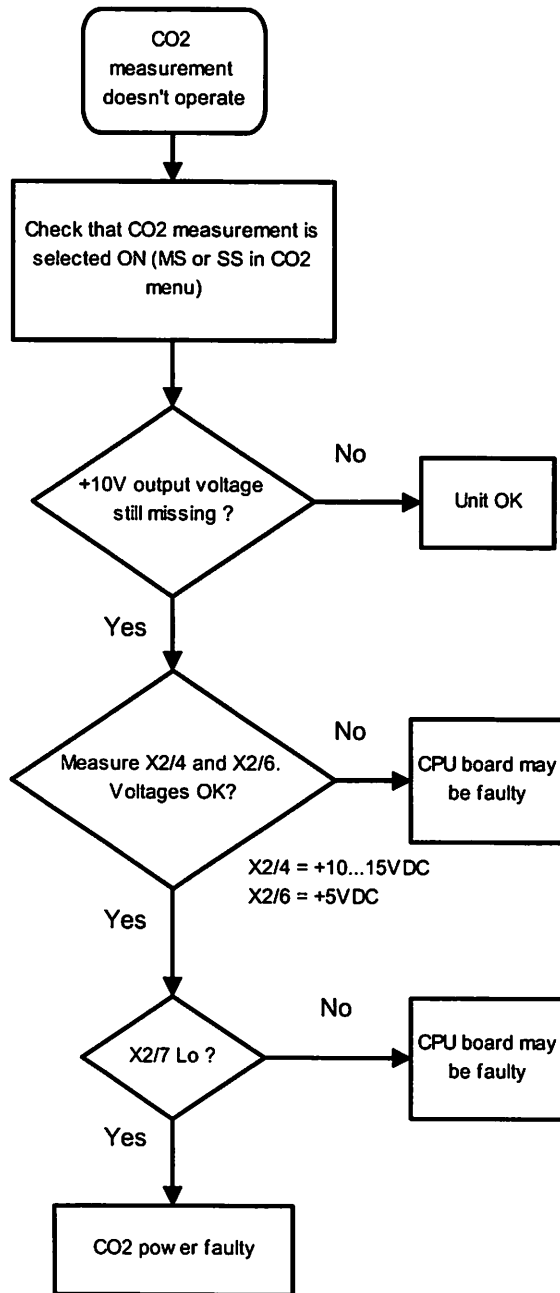 CO2
measurement
doesn't operate
Check that CO2 measurement is
selected ON (MS or SS in CO2
menu)
+10V output voltage
still missing ?
No
Unit OK
Yes
Measure X2/4 and X2/6.
Voltages OK?
No
CPU board may
be faulty
X2/4 = +10...15VDC
X2/6 = +5VDC
Yes
X2/7 Lo ?
No
CPU board may
be faulty
Yes
CO2 power faulty